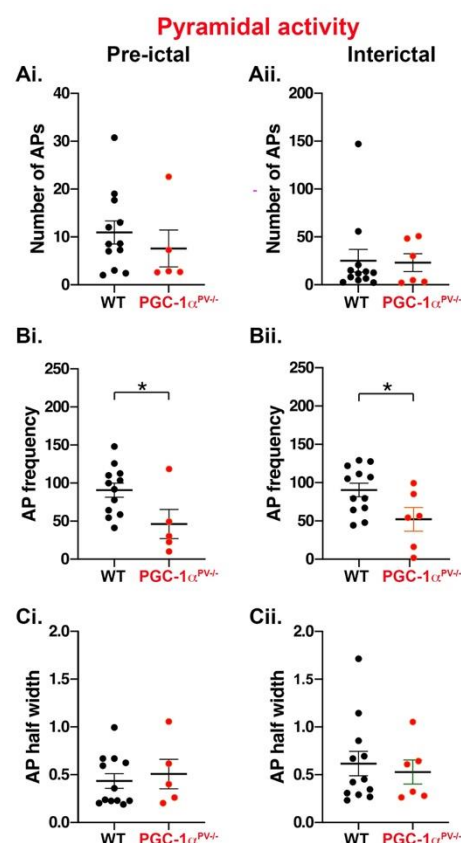 Pyramidal activity
Pre-ictal Interictal
Ai. Aii.
Number of APs
40
30
20
10
0
WT PGC-1α^PV-/-
Number of APs
200
150
100
50
0
WT PGC-1α^PV-/-
Bi. Bii.
AP frequency
250
200
150
100
50
0
*
WT PGC-1α^PV-/-
AP frequency
250
200
150
100
50
0
*
WT PGC-1α^PV-/-
Ci. Cii.
AP half width
2.0
1.5
1.0
0.5
0.0
WT PGC-1α^PV-/-
AP half width
2.0
1.5
1.0
0.5
0.0
WT PGC-1α^PV-/-